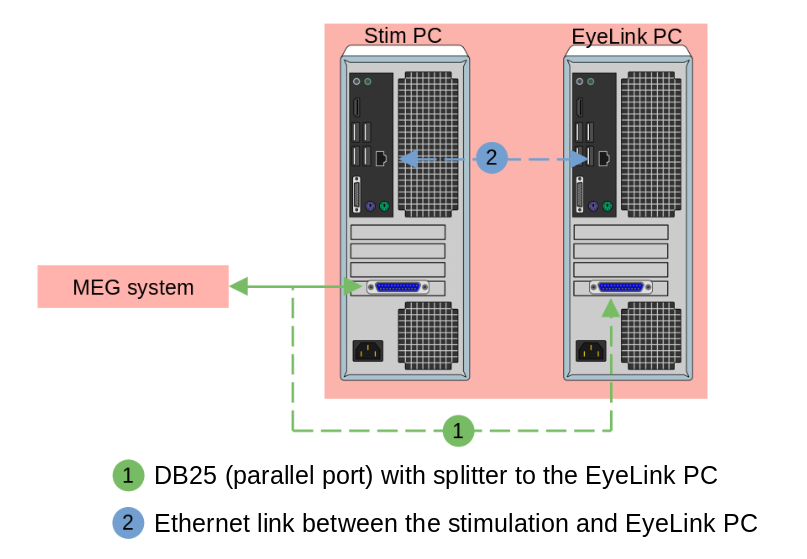 Stim PC
EyeLink PC
2
MEG system
1
1 DB25 (parallel port) with splitter to the EyeLink PC
2 Ethernet link between the stimulation and EyeLink PC